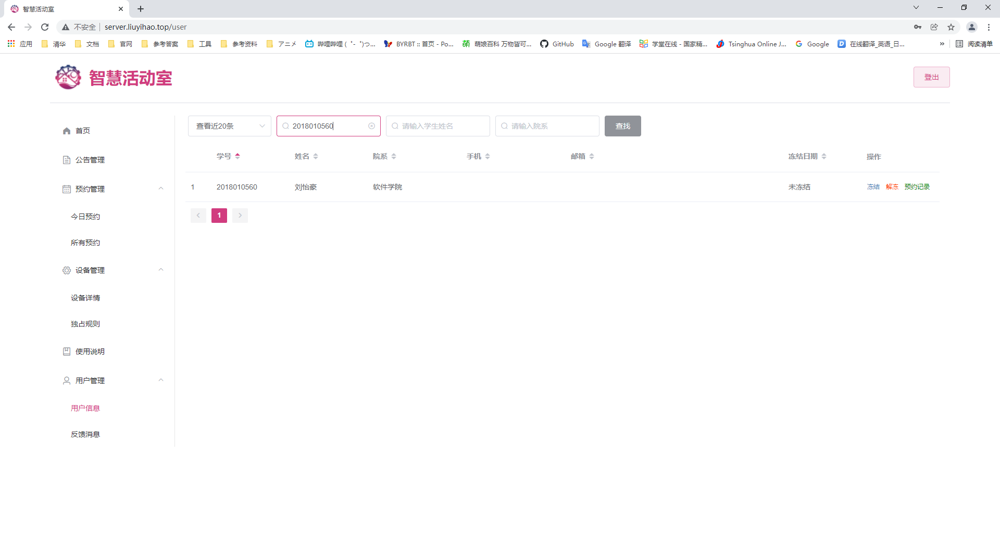 智慧活动室
不安全 server.liuyihao.top/user
应用 清华 文档 官网 参考答案 工具 参考资料 アニメ 哔哩哔哩 (゜-゜)つ... BYRBT :: 首页 - Po... 萌娘百科 万物皆可... GitHub Google 翻译 学堂在线 - 国家精... Tsinghua Online J... Google 在线翻译_英语_日... » 阅读清单
智慧活动室
登出
首页
公告管理
预约管理
今日预约
所有预约
设备管理
设备详情
独占规则
使用说明
用户管理
用户信息
反馈消息
查看近20条 2018010560 请输入学生姓名 请输入院系 查找
学号 姓名 院系 手机 邮箱 冻结日期 操作
1 2018010560 刘怡豪 软件学院 未冻结 冻结 解冻 预约记录
1